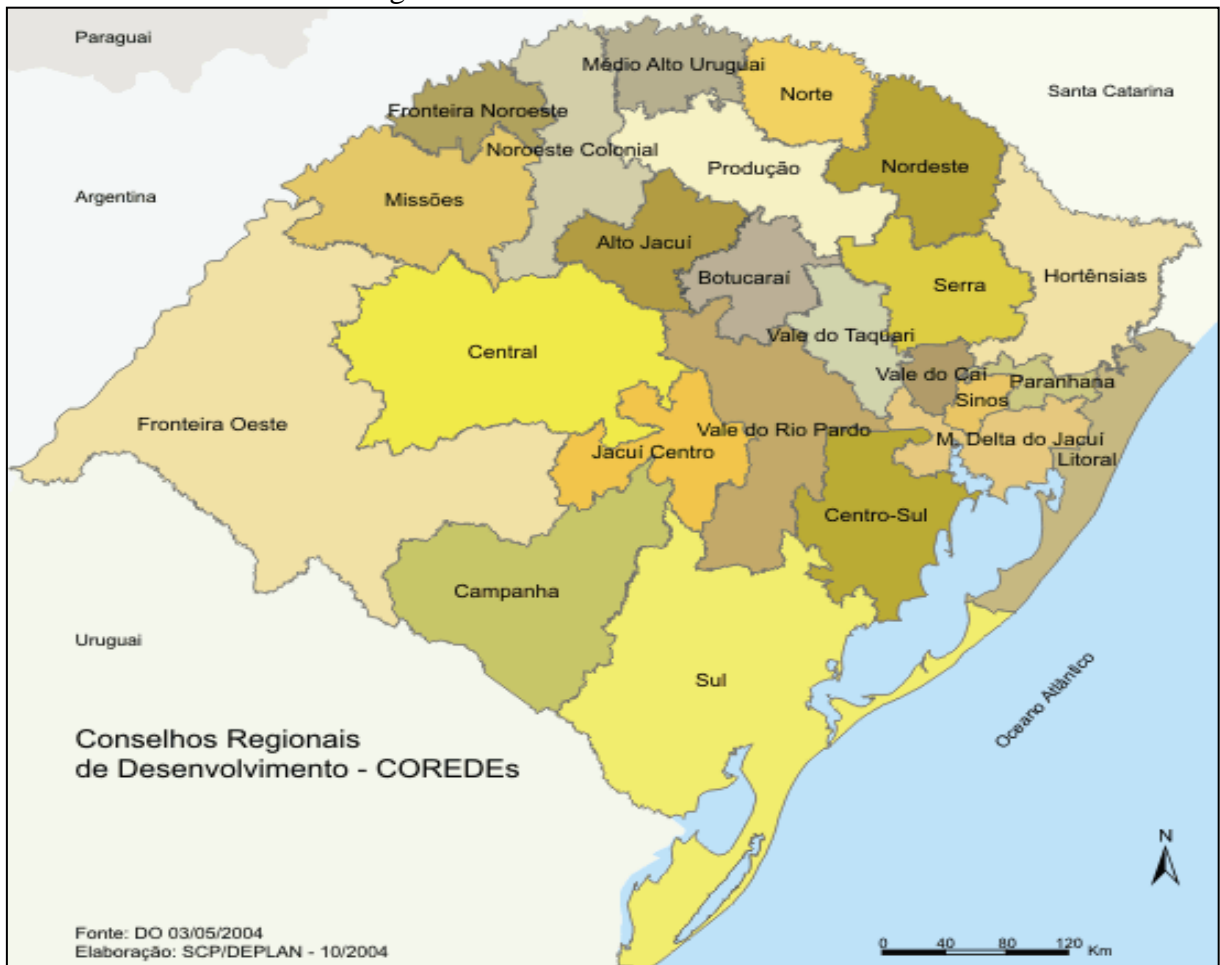 Paraguai
Médio Alto Uruguai
Norte
Santa Catarina
Fronteira Noroeste
Noroeste Colonial
Produção
Nordeste
Argentina
Missões
Alto Jacuí
Botucaraí
Serra
Hortênsias
Central
Vale do Taquari
Vale do Caí
Paranhana
Sinos
Fronteira Oeste
Vale do Rio Pardo
M. Delta do Jacuí
Jacuí Centro
Litoral
Centro-Sul
Campanha
Uruguai
Sul
Oceano Atlântico
Conselhos Regionais
de Desenvolvimento - COREDEs
N
Fonte: DO 03/05/2004
Elaboração: SCP/DEPLAN - 10/2004
0 40 80 120 Km